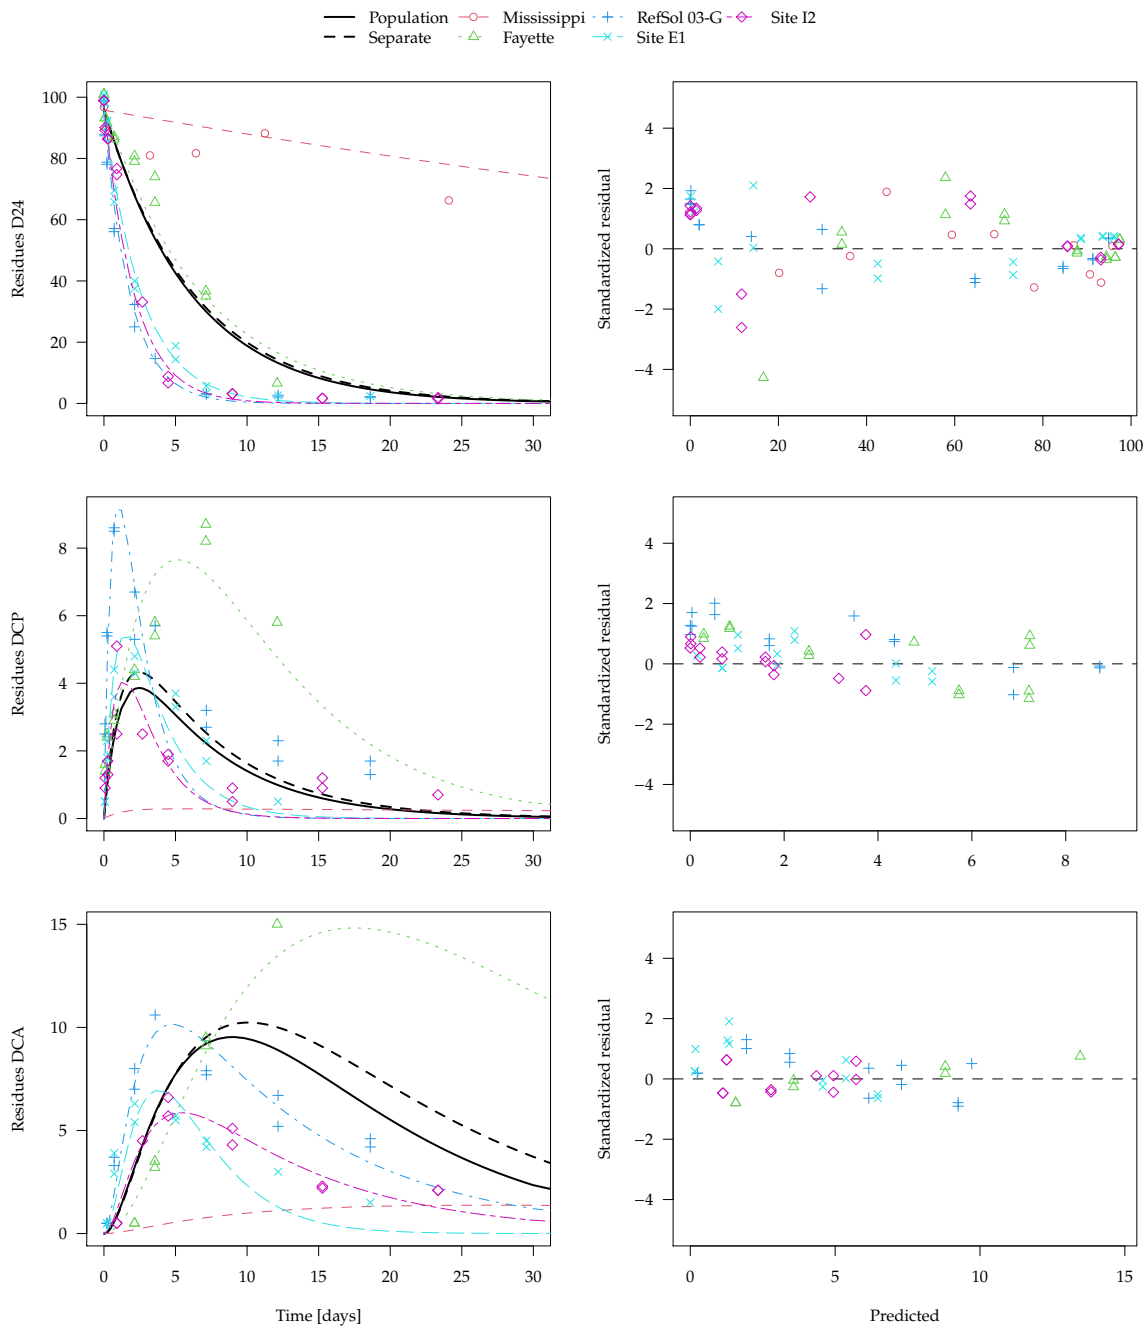 Population Mississippi RefSol 03-G Site I2
Separate Fayette Site E1
Residues D24
100
80
60
40
20
0
0 5 10 15 20 25 30
Standardized residual
4
2
0
−2
−4
0 20 40 60 80 100
Residues DCP
8
6
4
2
0
0 5 10 15 20 25 30
Standardized residual
4
2
0
−2
−4
0 2 4 6 8
Residues DCA
15
10
5
0
0 5 10 15 20 25 30
Time [days]
Standardized residual
4
2
0
−2
−4
0 5 10 15
Predicted